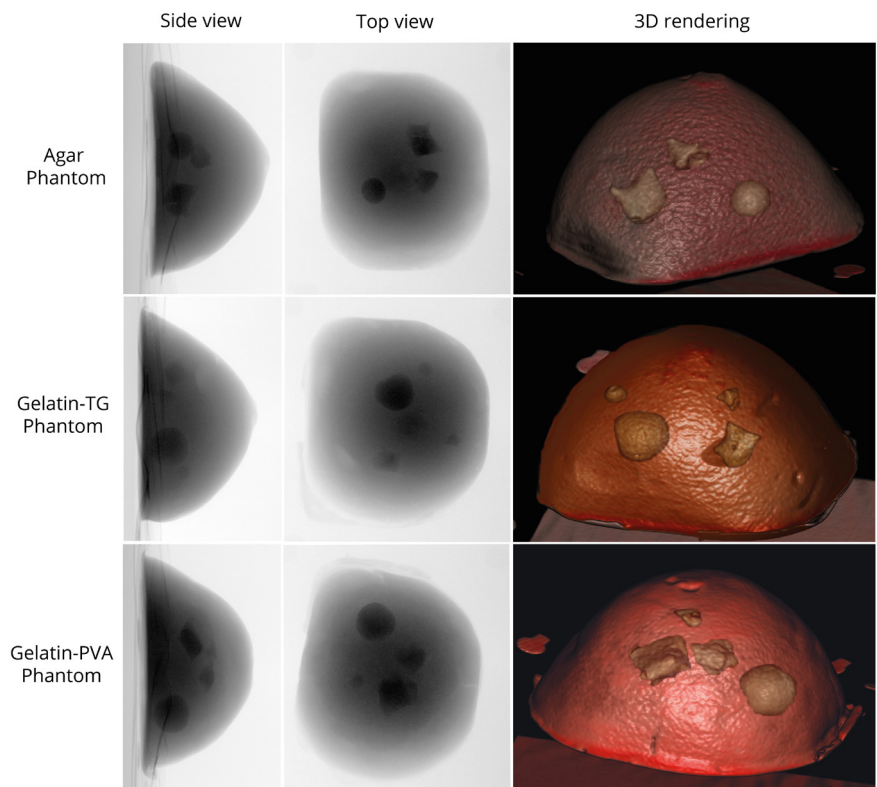 Side view
Top view
3D rendering
Agar
Phantom
Gelatin-TG
Phantom
Gelatin-PVA
Phantom